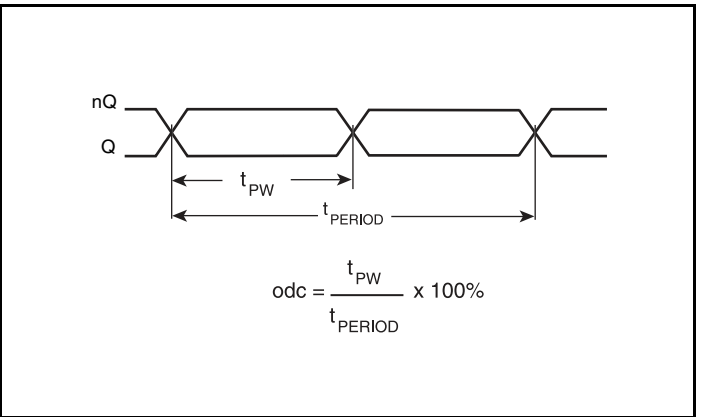 nQ
Q
tPW
tPERIOD
odc = tPW / tPERIOD x 100%